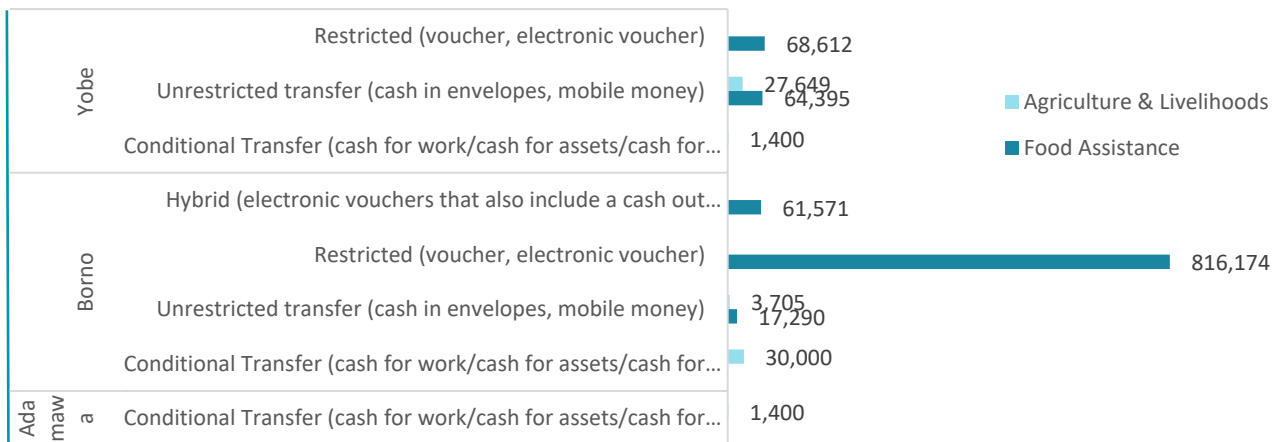 Yobe
Restricted (voucher, electronic voucher)
68,612
Unrestricted transfer (cash in envelopes, mobile money)
27,649
64,395
Conditional Transfer (cash for work/cash for assets/cash for...
1,400
Agriculture & Livelihoods
Food Assistance
Borno
Hybrid (electronic vouchers that also include a cash out...
61,571
Restricted (voucher, electronic voucher)
816,174
Unrestricted transfer (cash in envelopes, mobile money)
3,705
17,290
Conditional Transfer (cash for work/cash for assets/cash for...
30,000
Ada
maw
a
Conditional Transfer (cash for work/cash for assets/cash for...
1,400